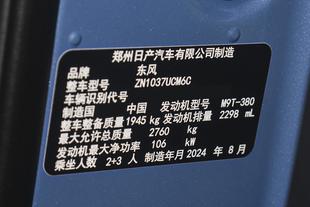 郑州日产汽车有限公司制造
品牌 东风
整车型号 ZN1037UCM6C
车辆识别代号
制造国 中国 发动机型号 M9T-380
整车整备质量 1945 kg 发动机排量 2298 mL
最大允许总质量 2760 kg
发动机最大净功率 106 kW
乘坐人数 2+3 人 制造年月 2024 年 8 月